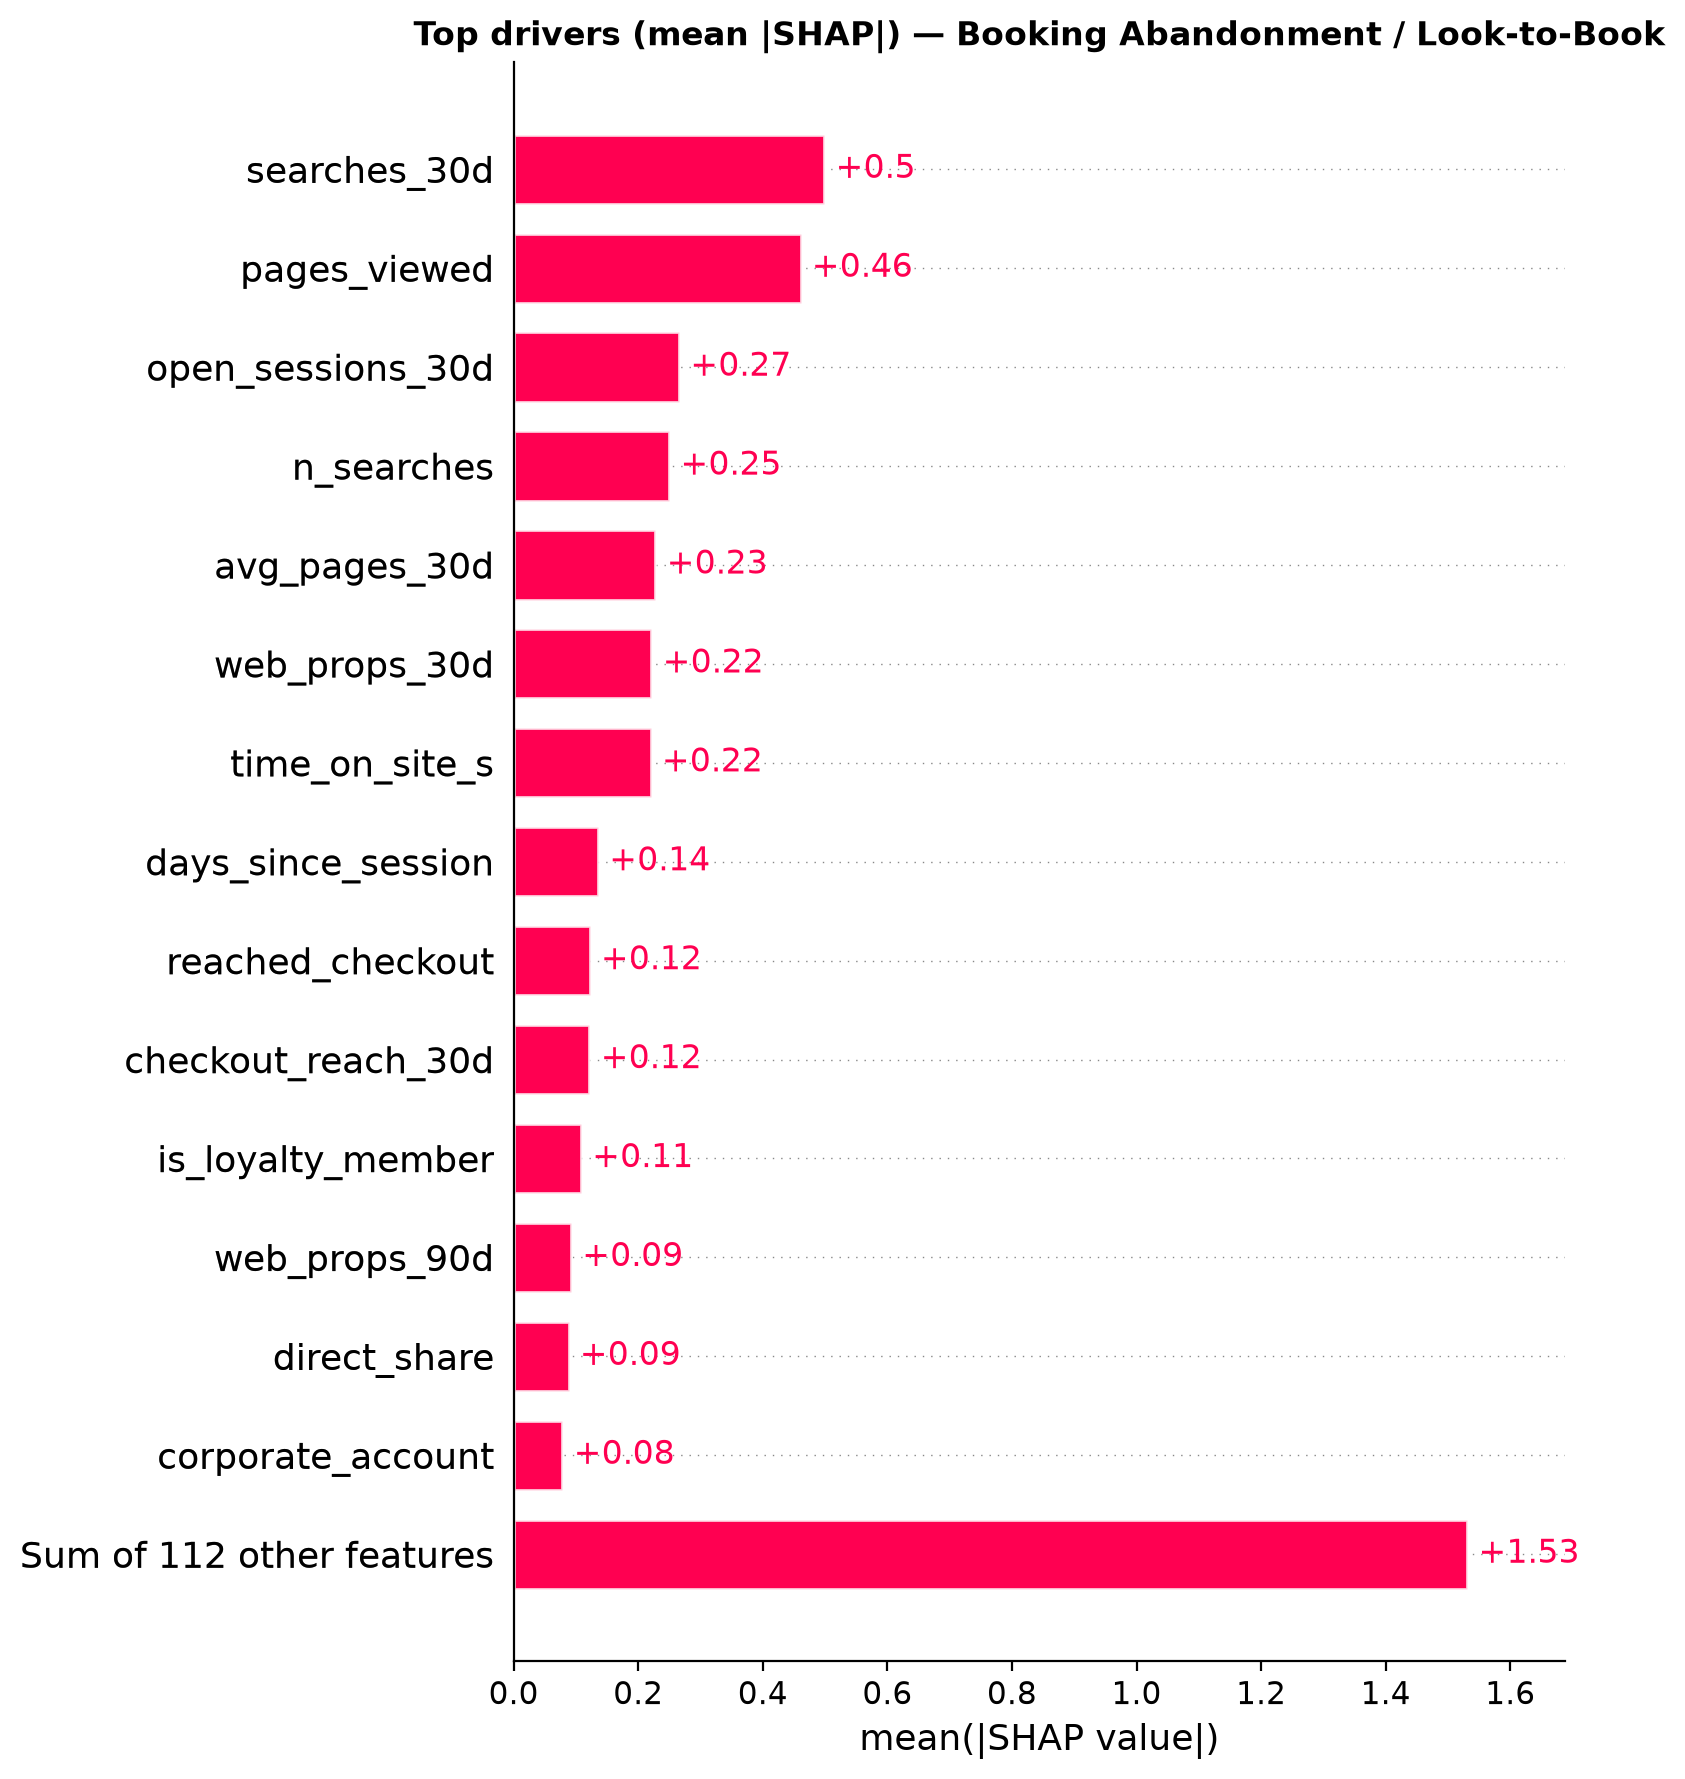 Top drivers (mean |SHAP|) — Booking Abandonment / Look-to-Book
searches_30d +0.5
pages_viewed +0.46
open_sessions_30d +0.27
n_searches +0.25
avg_pages_30d +0.23
web_props_30d +0.22
time_on_site_s +0.22
days_since_session +0.14
reached_checkout +0.12
checkout_reach_30d +0.12
is_loyalty_member +0.11
web_props_90d +0.09
direct_share +0.09
corporate_account +0.08
Sum of 112 other features +1.53
0.0 0.2 0.4 0.6 0.8 1.0 1.2 1.4 1.6
mean(|SHAP value|)